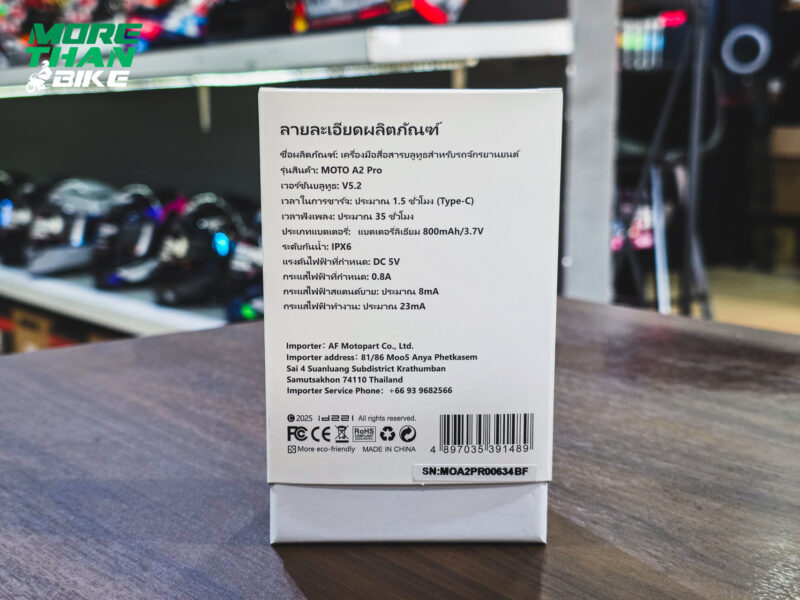 MORE
THAN
BIKE
ลายละเอียดผลิตภัณฑ์
ชื่อผลิตภัณฑ์: เครื่องมือสื่อสารบลูทูธสำหรับรถจักรยานยนต์
รุ่นสินค้า: MOTO A2 Pro
เวอร์ชันบลูทูธ: V5.2
เวลาในการชาร์จ: ประมาณ 1.5 ชั่วโมง (Type-C)
เวลาฟังเพลง: ประมาณ 35 ชั่วโมง
ประเภทแบตเตอรี่: แบตเตอรี่ลิเธียม 800mAh/3.7V
ระดับกันน้ำ: IPX6
แรงดันไฟฟ้าที่กำหนด: DC 5V
กระแสไฟฟ้าที่กำหนด: 0.8A
กระแสไฟฟ้าสแตนด์บาย: ประมาณ 8mA
กระแสไฟฟ้าทำงาน: ประมาณ 23mA
Importer: AF Motopart Co., Ltd.
Importer address: 81/86 Moo5 Anya Phetkasem
Sai 4 Suanluang Subdistrict Krathumban
Samutsakhon 74110 Thailand
Importer Service Phone: +66 93 9682566
©2025 id221 All rights reserved.
FC CE RoHS
More eco-friendly MADE IN CHINA
4 897035 391489
SN:MOA2PR00634BF